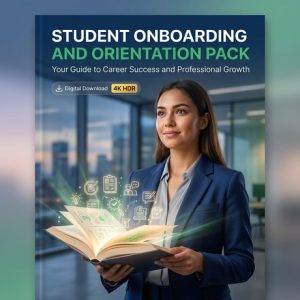 STUDENT ONBOARDING
AND ORIENTATION PACK
Your Guide to Career Success and Professional Growth
Digital Download
4K HDR